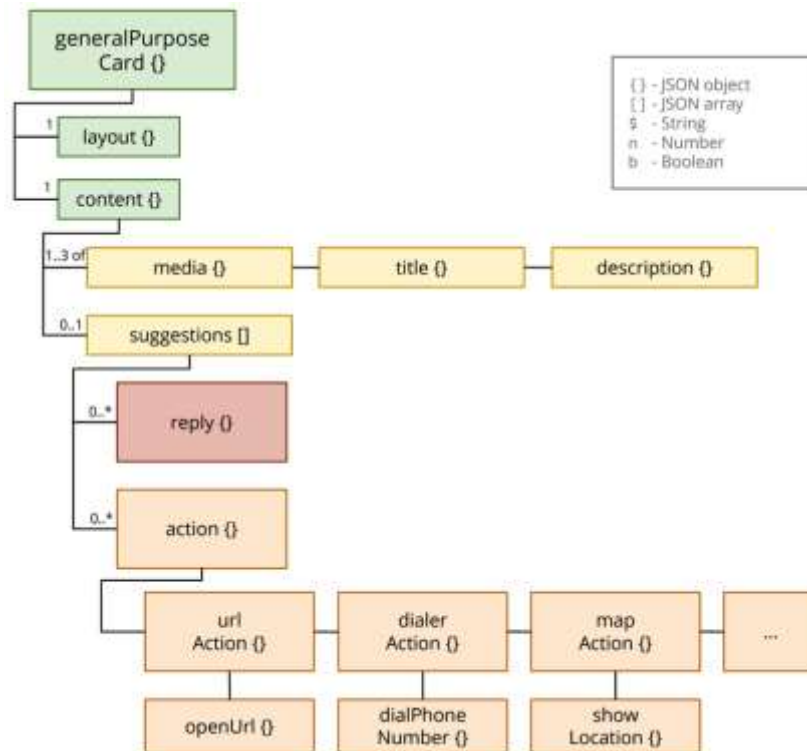 generalPurpose
Card {}
{} - JSON object
[] - JSON array
$ - String
n - Number
b - Boolean
1
layout {}
1
content {}
1..3 of
media {}
title {}
description {}
0..1
suggestions []
0..*
reply {}
0..*
action {}
url
Action {}
dialer
Action {}
map
Action {}
...
openUrl {}
dialPhone
Number {}
show
Location {}